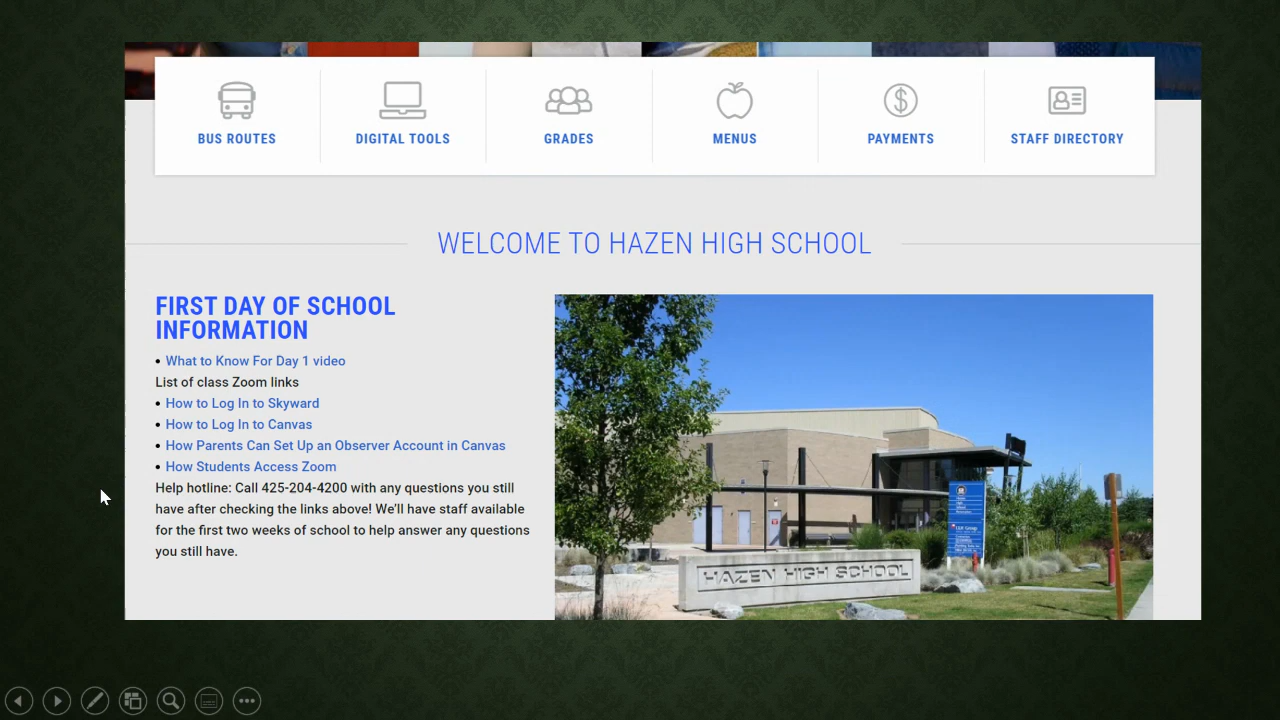 BUS ROUTES
DIGITAL TOOLS
GRADES
MENUS
PAYMENTS
STAFF DIRECTORY
WELCOME TO HAZEN HIGH SCHOOL
FIRST DAY OF SCHOOL
INFORMATION
• What to Know For Day 1 video
List of class Zoom links
• How to Log In to Skyward
• How to Log In to Canvas
• How Parents Can Set Up an Observer Account in Canvas
• How Students Access Zoom
Help hotline: Call 425-204-4200 with any questions you still
have after checking the links above! We'll have staff available
for the first two weeks of school to help answer any questions
you still have.
HAZEN HIGH SCHOOL